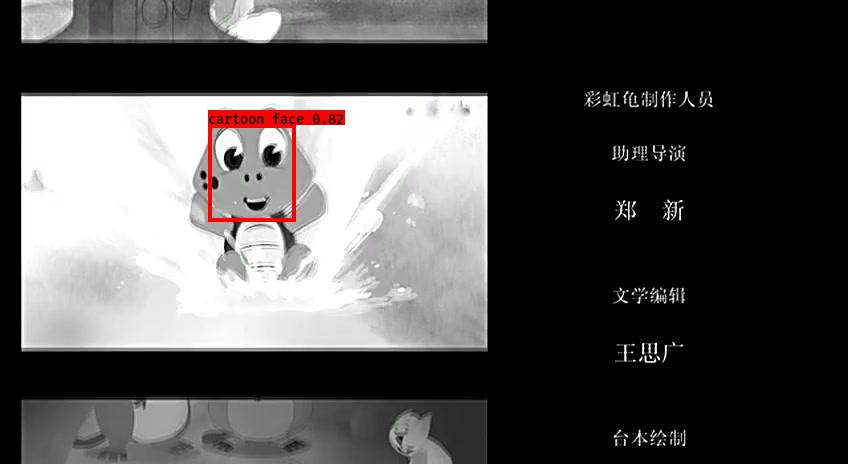 cartoon face 0.82
彩虹龟制作人员
助理导演
郑 新
文学编辑
王思广
台本绘制